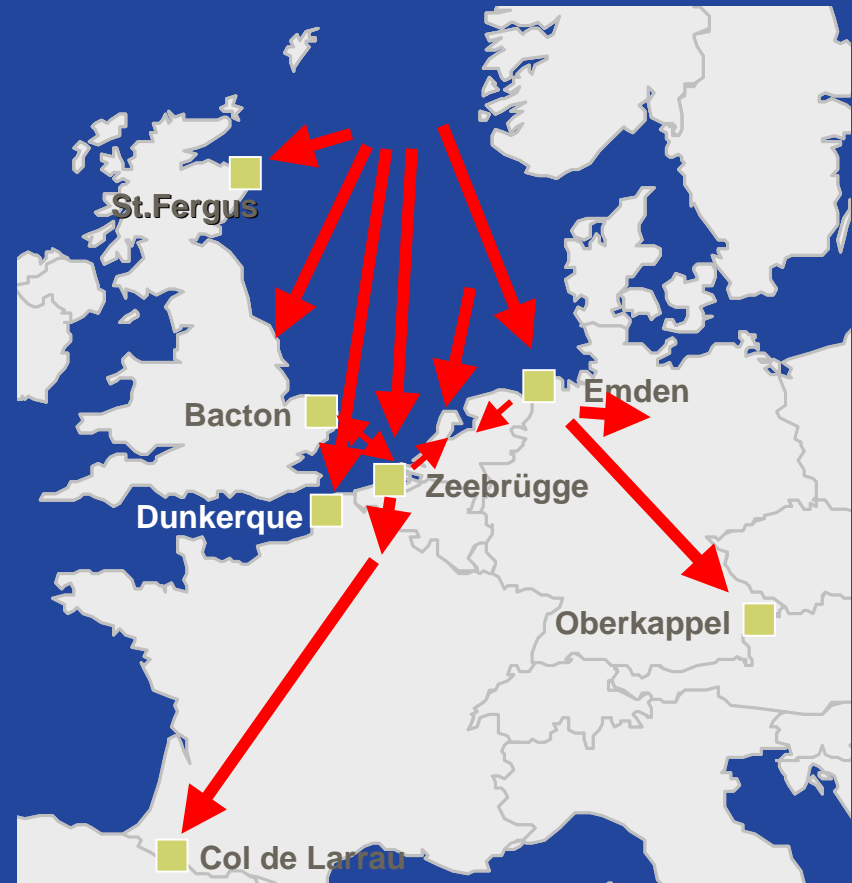 St.Fergus
Emden
Bacton
Zeebrügge
Dunkerque
Oberkappel
Col de Larrau